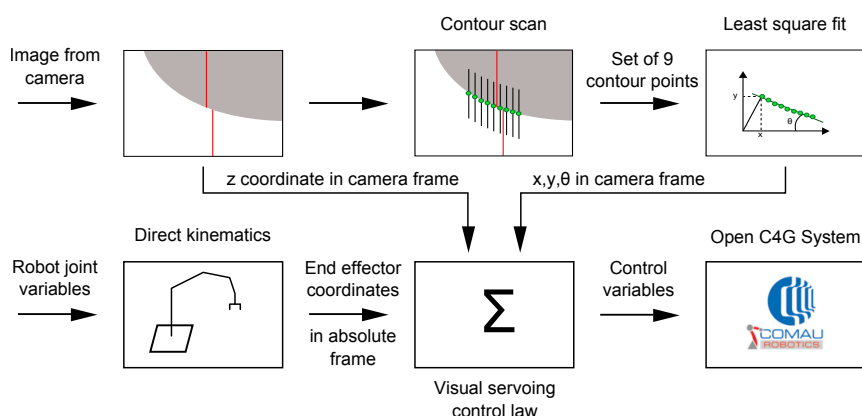 Contour scan
Least square fit
Image from
camera
Set of 9
contour points
y
x
θ
z coordinate in camera frame
x,y,θ in camera frame
Direct kinematics
Open C4G System
Robot joint
variables
End effector
coordinates
in absolute
frame
Σ
Control
variables
COMAU
ROBOTICS
Visual servoing
control law